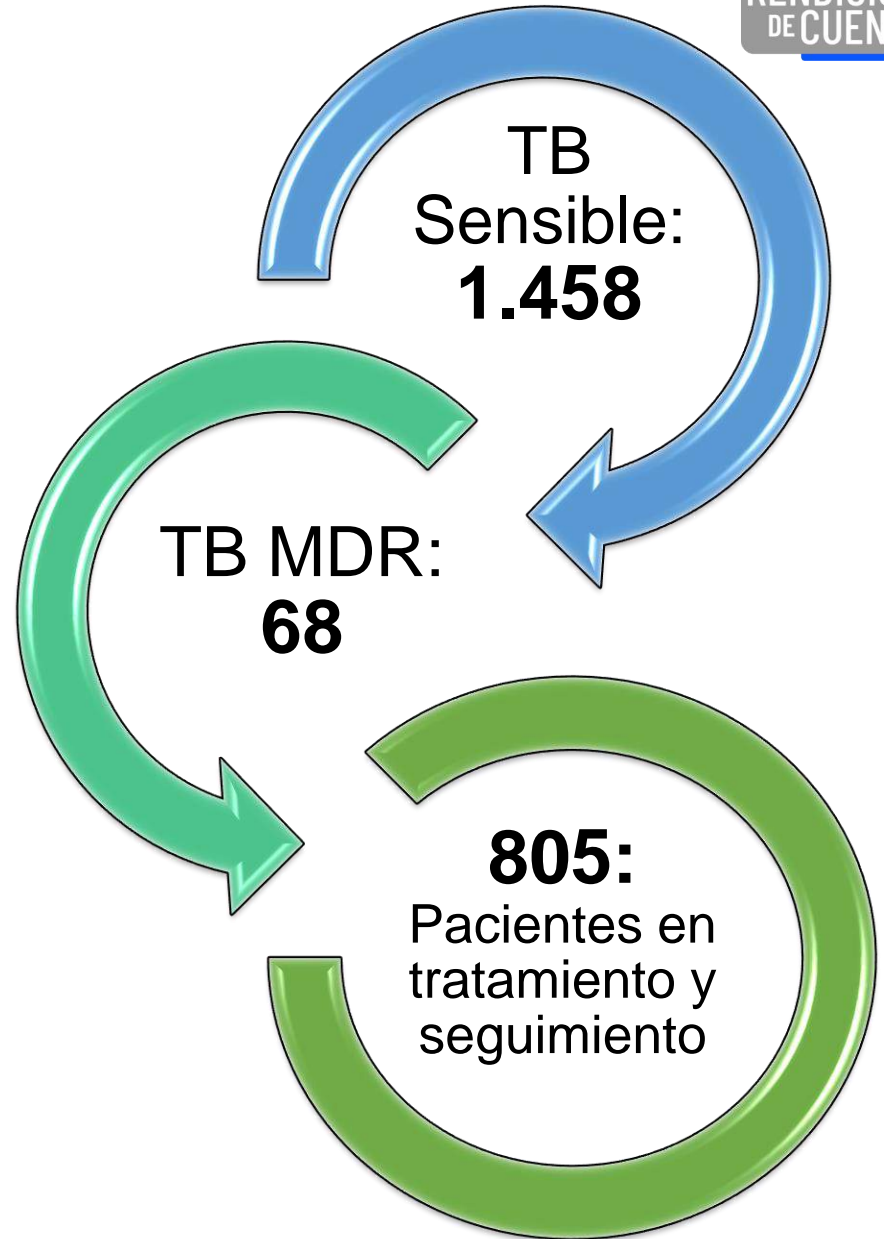 DE CUEN
TB
Sensible:
1.458
TB MDR:
68
805:
Pacientes en
tratamiento y
seguimiento